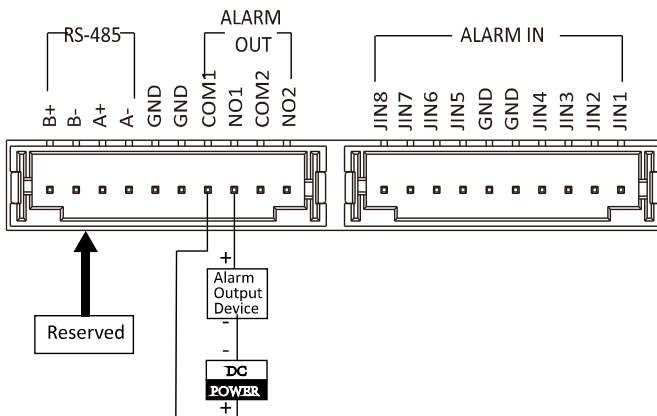 RS-485
ALARM
OUT
ALARM IN
B+
B-
A+
A-
GND
GND
COM1
NO1
COM2
NO2
JIN8
JIN7
JIN6
JIN5
GND
GND
JIN4
JIN3
JIN2
JIN1
+
Alarm
Output
Device
-
-
DC
POWER
+
Reserved